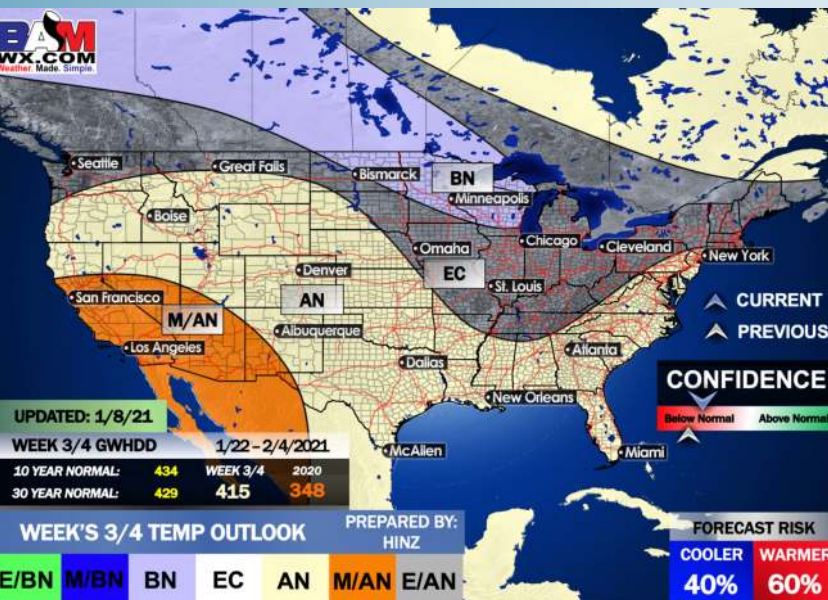 BAM
WX.COM
Weather. Made. Simple.
Seattle
Great Falls
Bismarck
BN
Minneapolis
Boise
Omaha
Chicago
Cleveland
New York
Denver
EC
St. Louis
San Francisco
AN
M/AN
Albuquerque
Los Angeles
Atlanta
Dallas
New Orleans
McAllen
Miami
CURRENT
PREVIOUS
CONFIDENCE
Below Normal Above Normal
UPDATED: 1/8/21
WEEK 3/4 GWHDD 1/22 – 2/4/2021
10 YEAR NORMAL: 434 WEEK 3/4 2020
30 YEAR NORMAL: 429 415 348
WEEK'S 3/4 TEMP OUTLOOK
PREPARED BY:
HINZ
E/BN M/BN BN EC AN M/AN E/AN
FORECAST RISK
COOLER WARMER
40% 60%